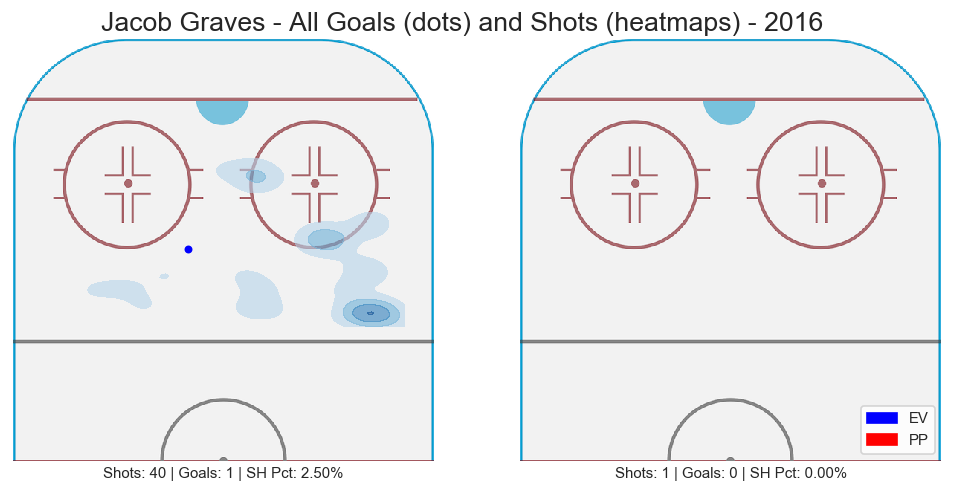 Jacob Graves - All Goals (dots) and Shots (heatmaps) - 2016
EV
PP
Shots: 40 | Goals: 1 | SH Pct: 2.50%
Shots: 1 | Goals: 0 | SH Pct: 0.00%